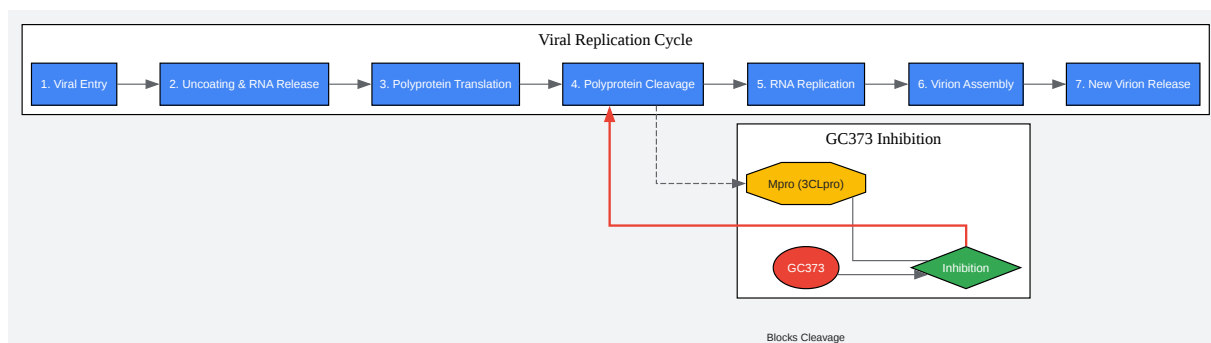 Viral Replication Cycle
1. Viral Entry
2. Uncoating & RNA Release
3. Polyprotein Translation
4. Polyprotein Cleavage
5. RNA Replication
6. Virion Assembly
7. New Virion Release
GC373 Inhibition
Mpro (3CLpro)
GC373
Inhibition
Blocks Cleavage